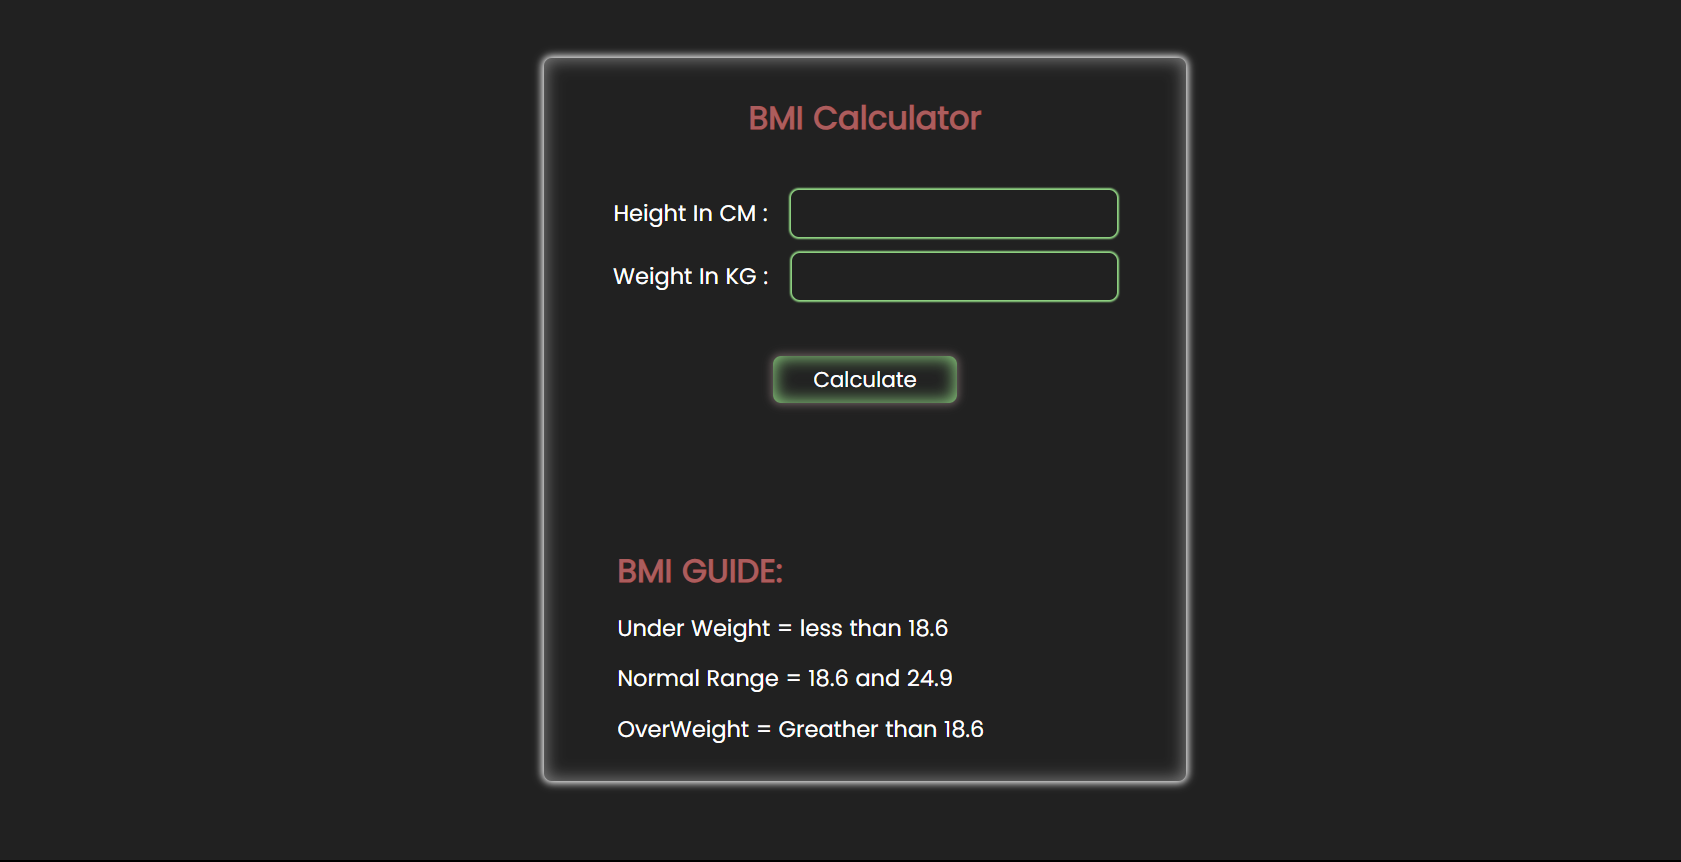 BMI Calculator
Height In CM :
Weight In KG :
Calculate
BMI GUIDE:
Under Weight = less than 18.6
Normal Range = 18.6 and 24.9
OverWeight = Greather than 18.6